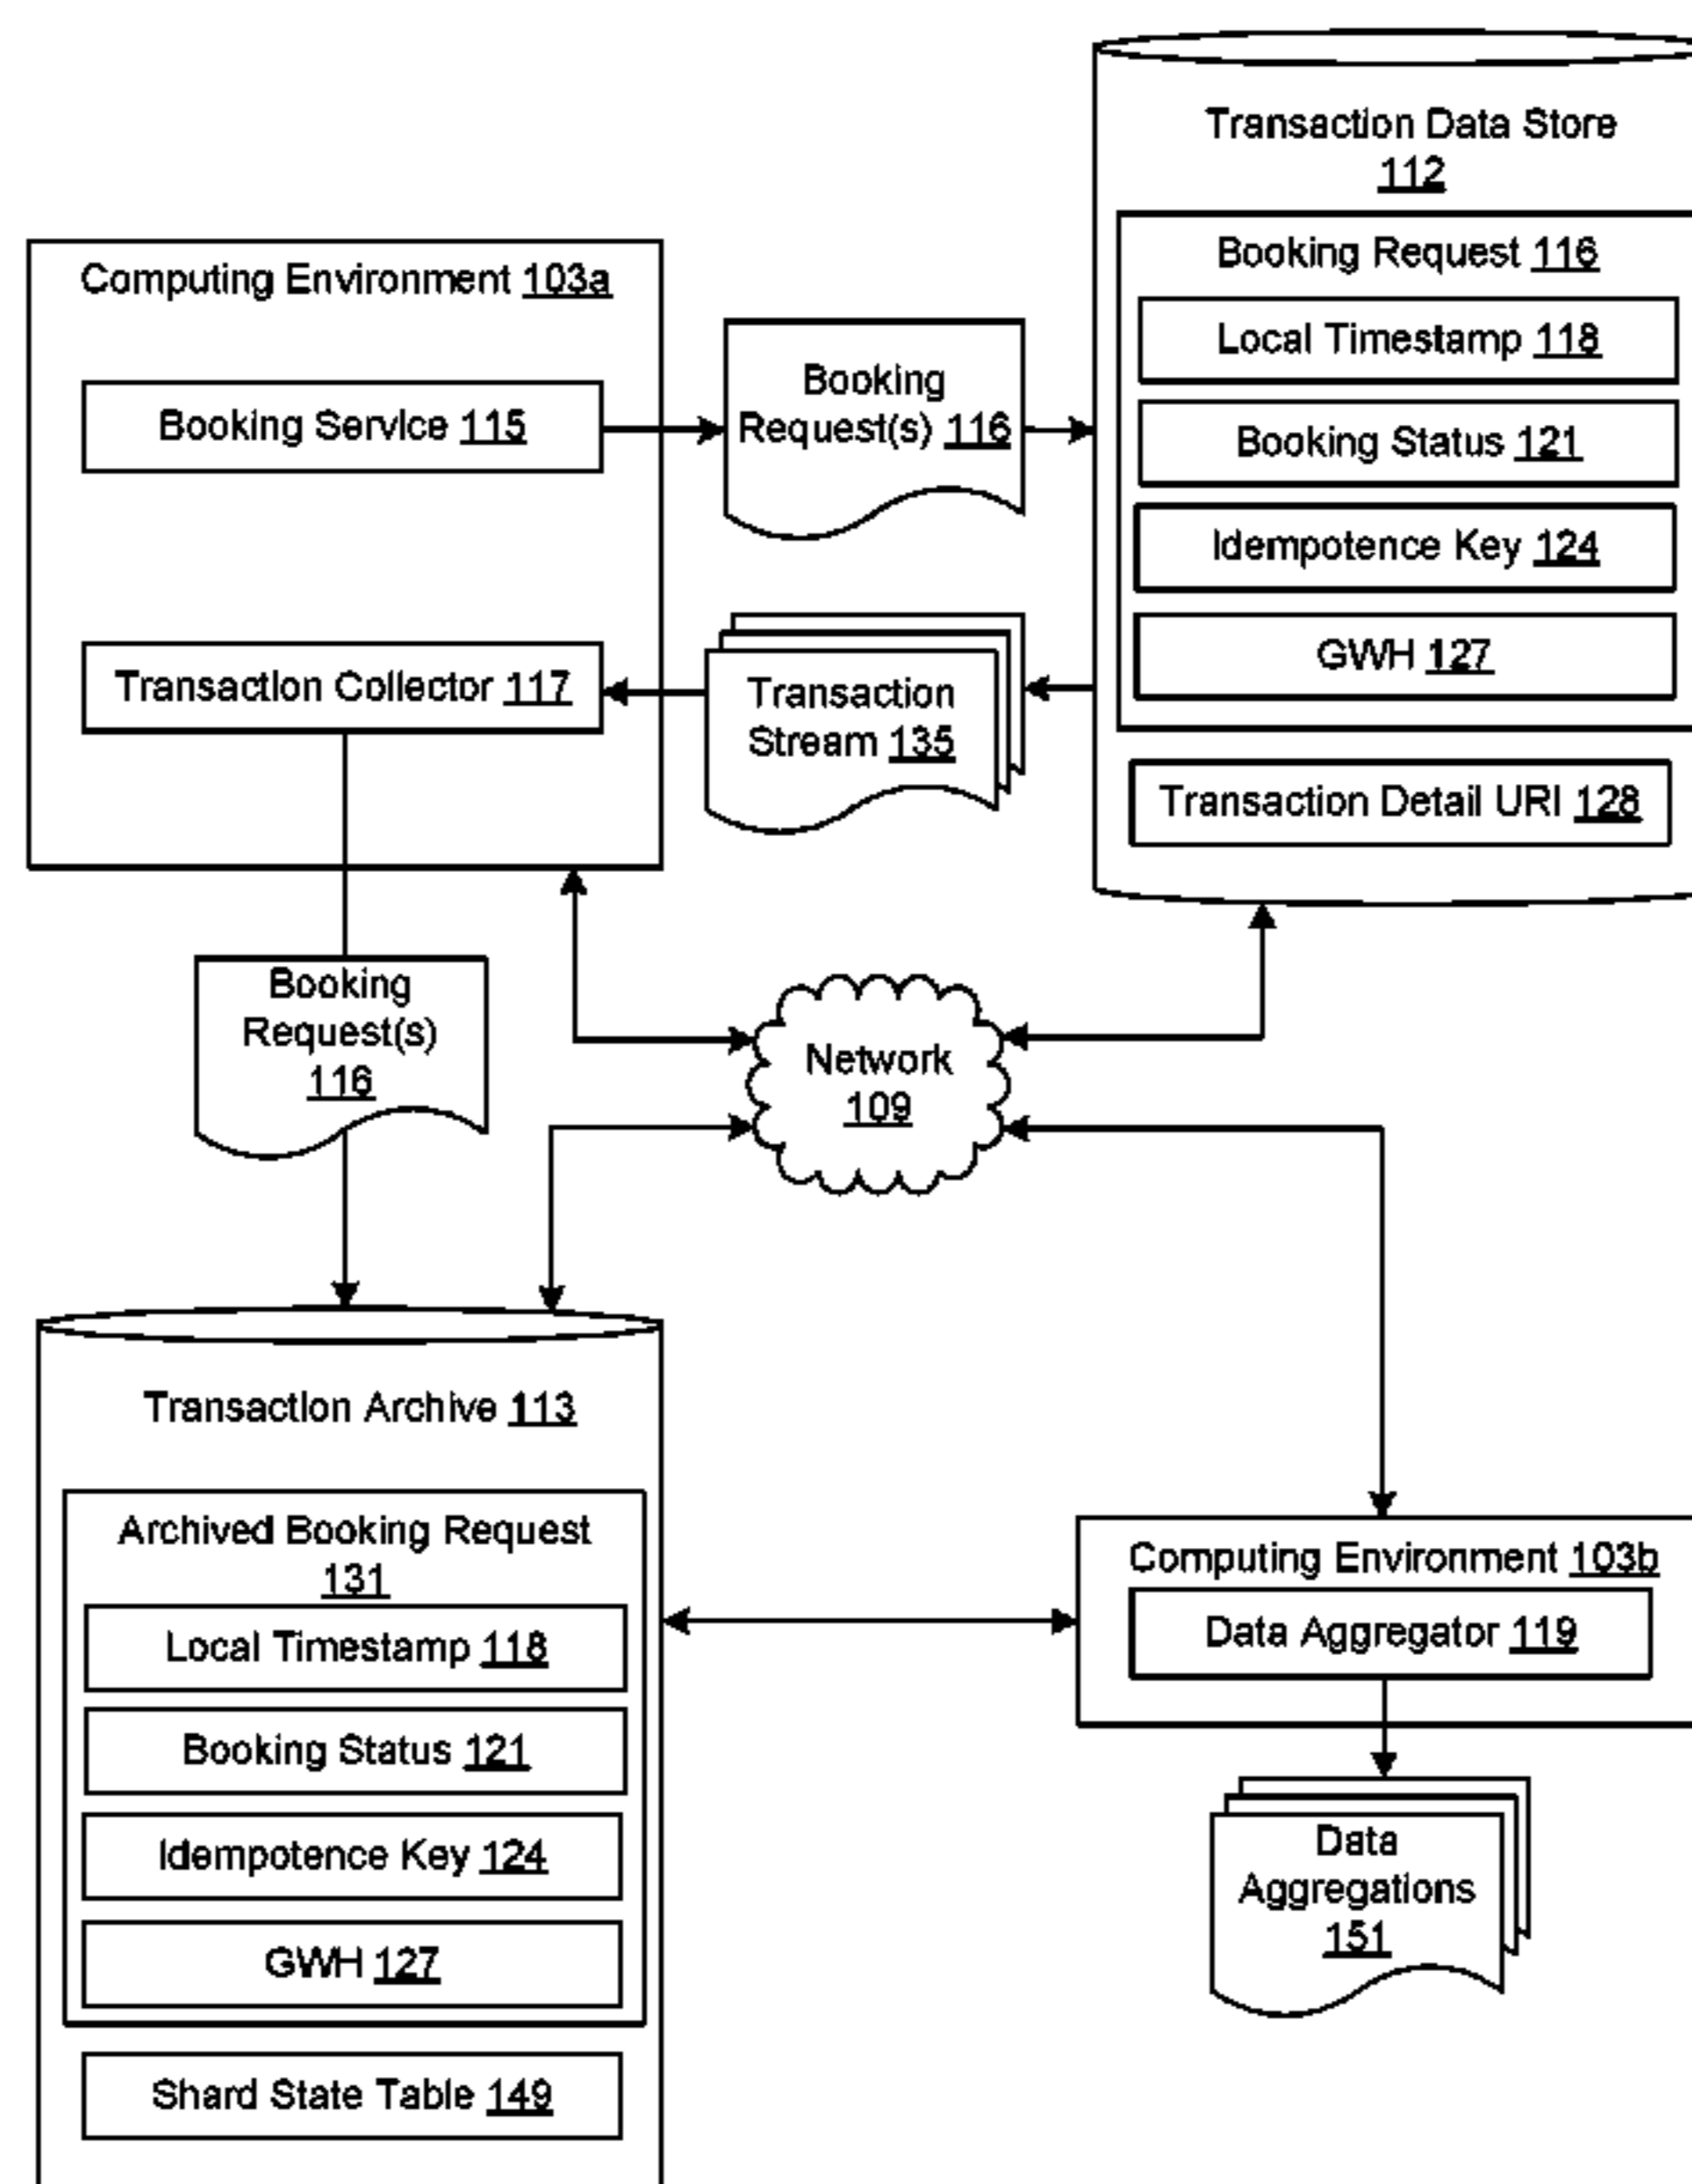 Transaction Data Store
112
Booking Request 116
Local Timestamp 118
Booking Status 121
Idempotence Key 124
GWH 127
Transaction Detail URI 128
Computing Environment 103a
Booking Service 115
Transaction Collector 117
Booking
Request(s) 116
Transaction
Stream 135
Booking
Request(s)
116
Network
109
Transaction Archive 113
Archived Booking Request
131
Local Timestamp 118
Booking Status 121
Idempotence Key 124
GWH 127
Shard State Table 149
Computing Environment 103b
Data Aggregator 119
Data
Aggregations
151